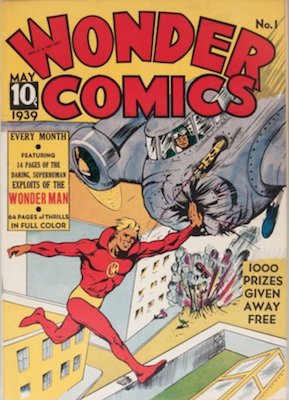 WONDER
No. 1
COMICS
MAY
10¢
1939
EVERY MONTH
FEATURING
14 PAGES OF THE
DARING, SUPERHUMAN
EXPLOITS OF THE
WONDER MAN
64 PAGES OF THRILLS
IN FULL COLOR
1000
PRIZES
GIVEN
AWAY
FREE